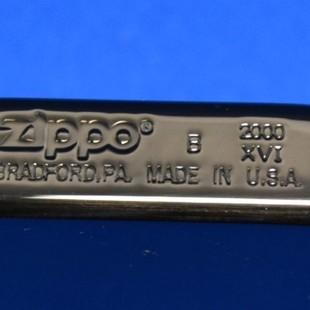 Zippo® B 2000
XVI
BRADFORD, PA. MADE IN U.S.A.